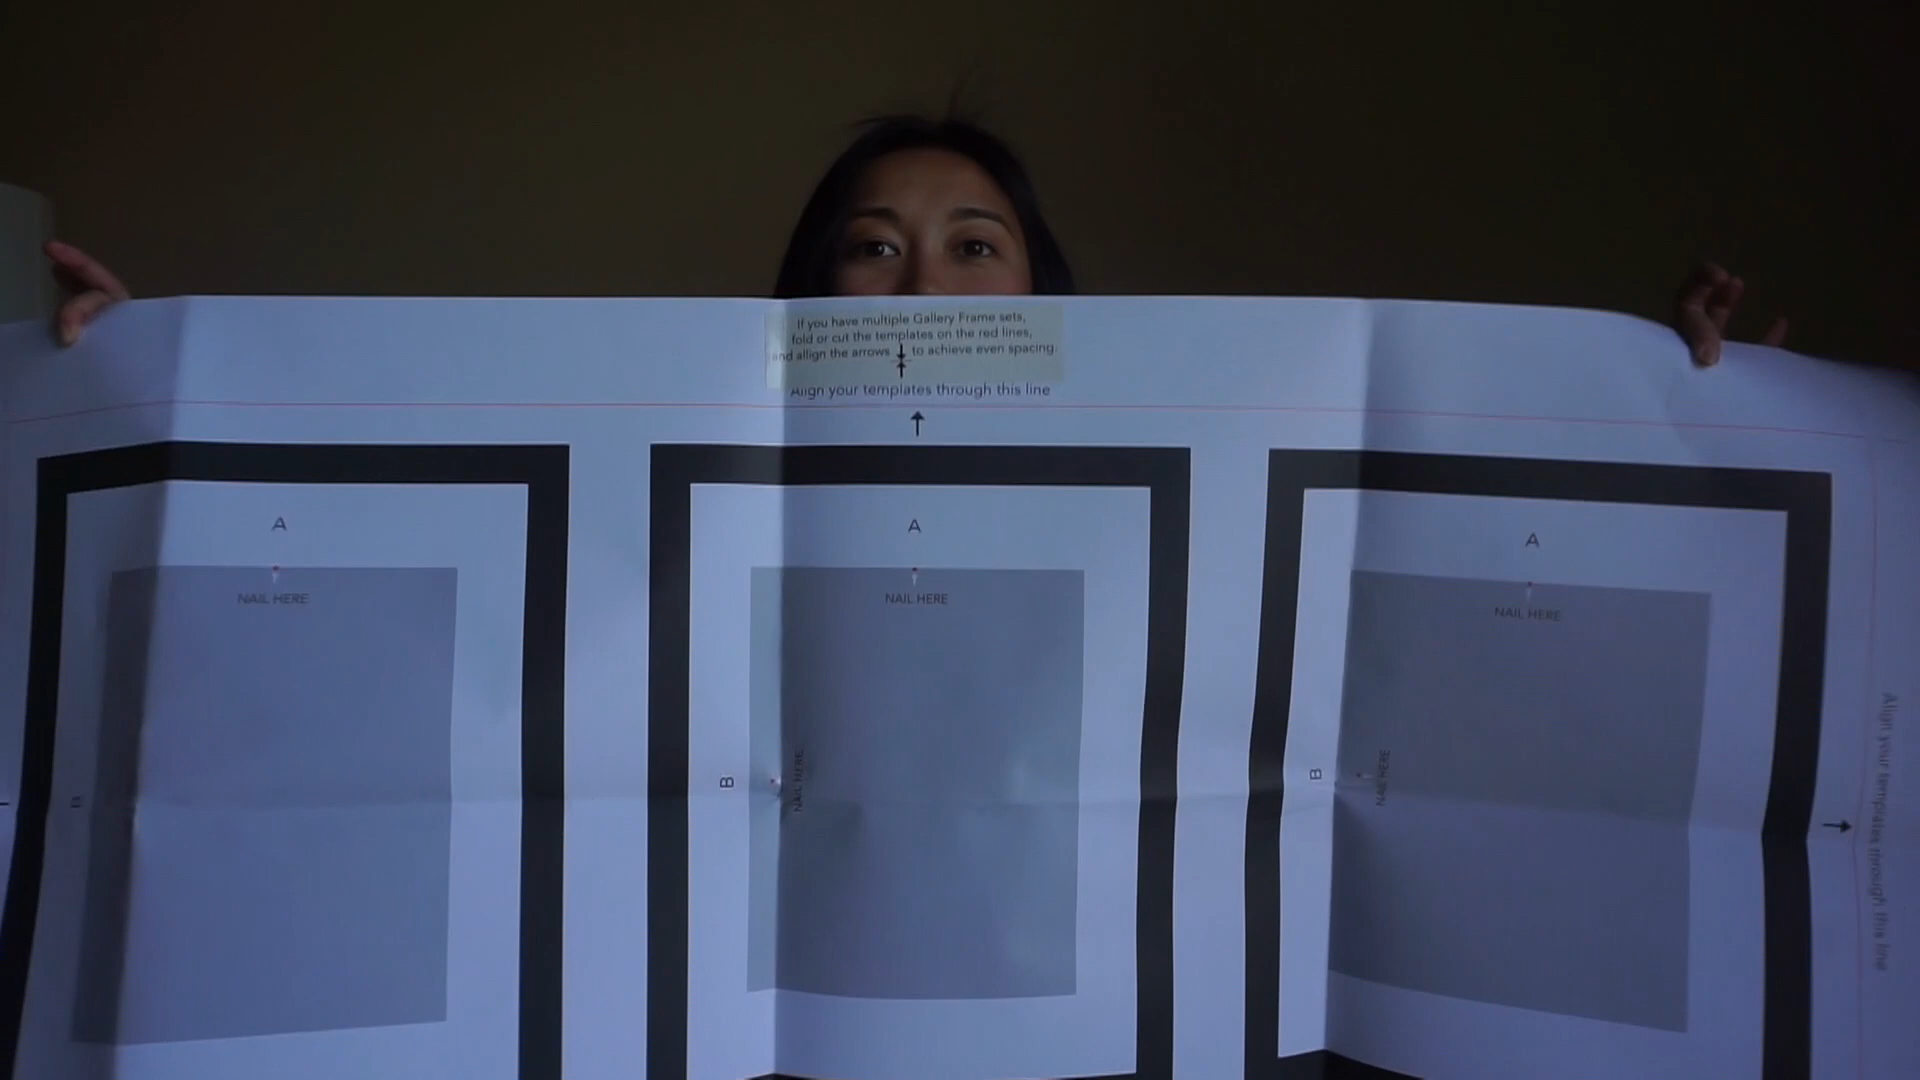 If you have multiple Gallery Frame sets,
fold or cut the templates on the red lines,
and allign the arrows to achieve even spacing.
Align your templates through this line
A
A
A
NAIL HERE
NAIL HERE
NAIL HERE
B
B
NAIL HERE
B
NAIL HERE
Align your templates through this line